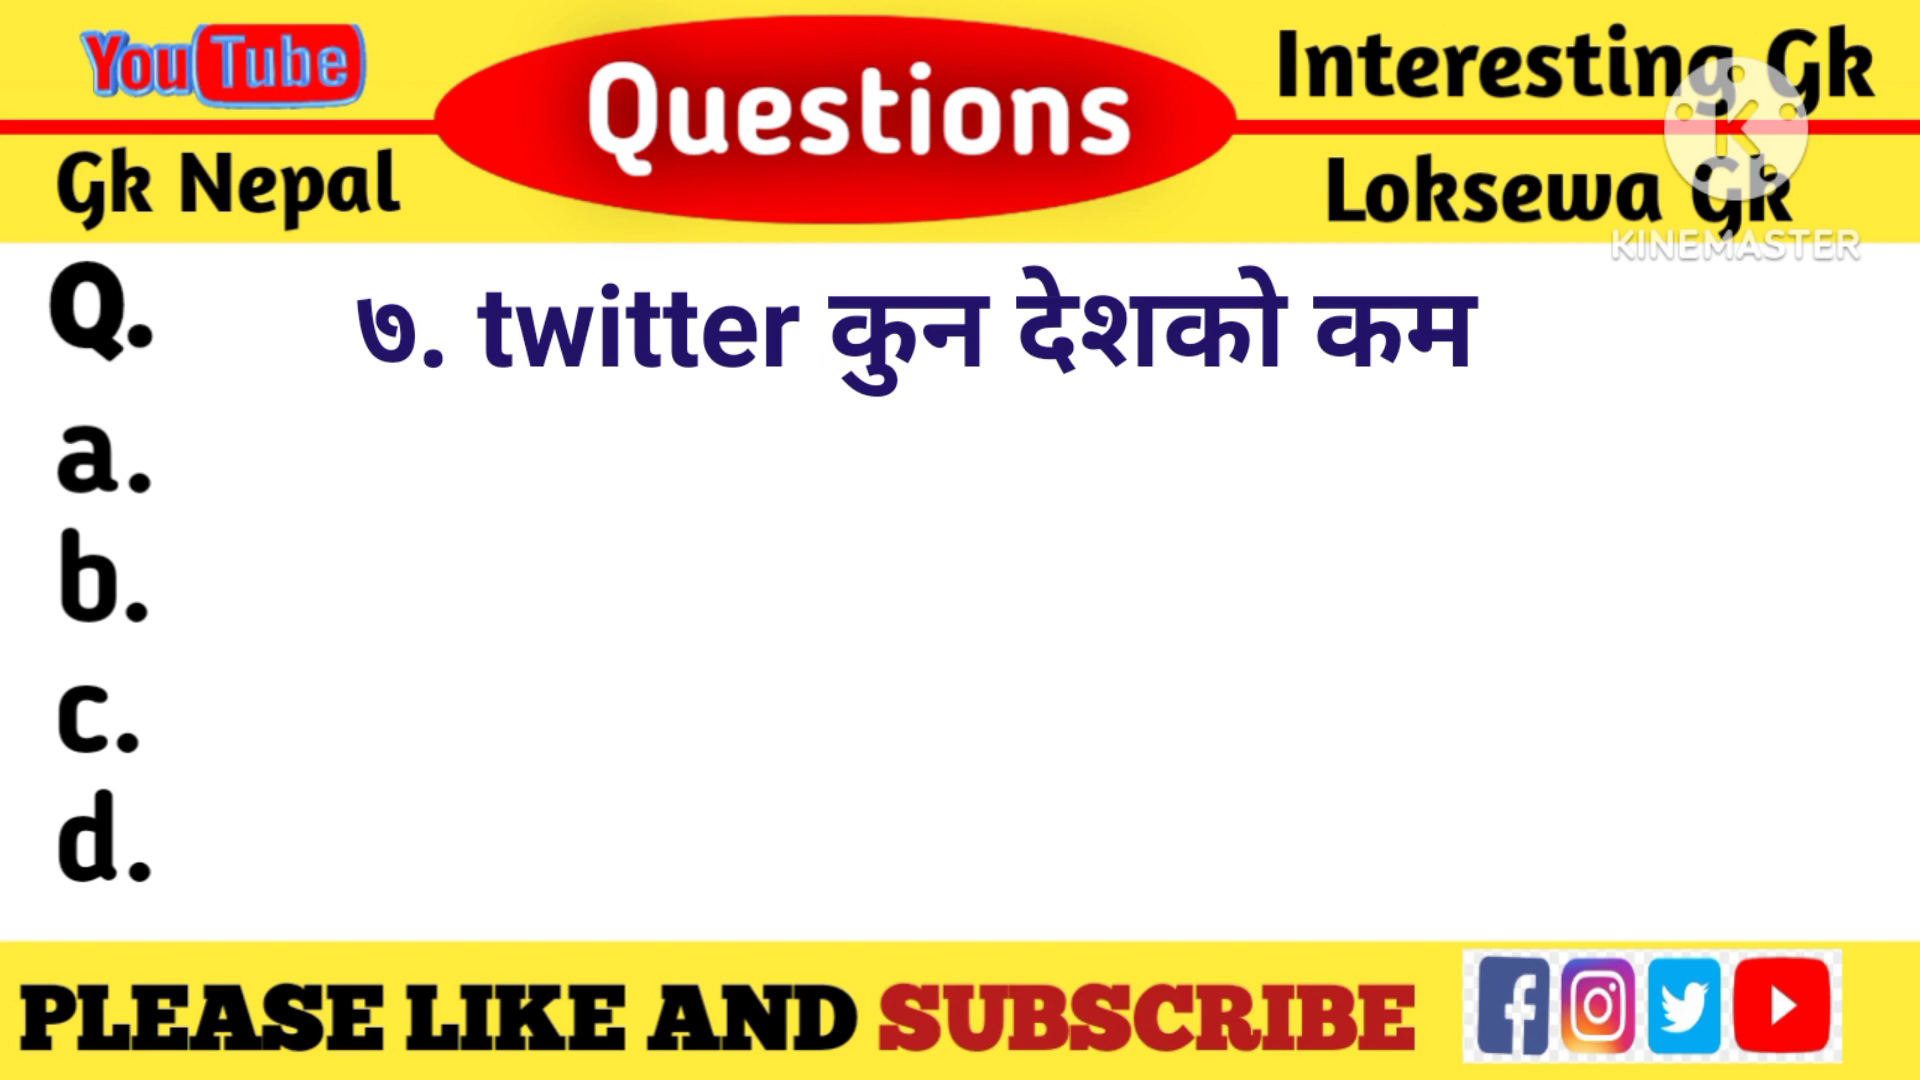 YouTube
Questions
Interesting Gk
Gk Nepal
Loksewa Gk
KINEMASTER
Q. ७. twitter कुन देशको कम
a.
b.
c.
d.
PLEASE LIKE AND SUBSCRIBE